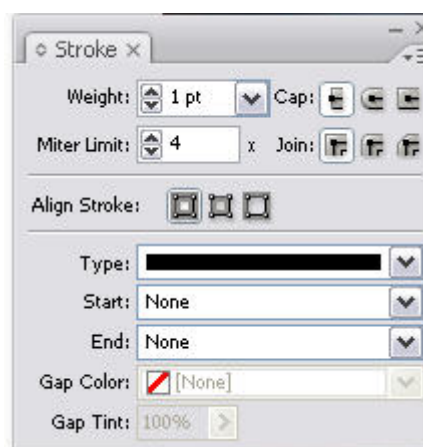 Stroke
Weight: 1 pt Cap:
Miter Limit: 4 x Join:
Align Stroke:
Type:
Start: None
End: None
Gap Color: [None]
Gap Tint: 100%